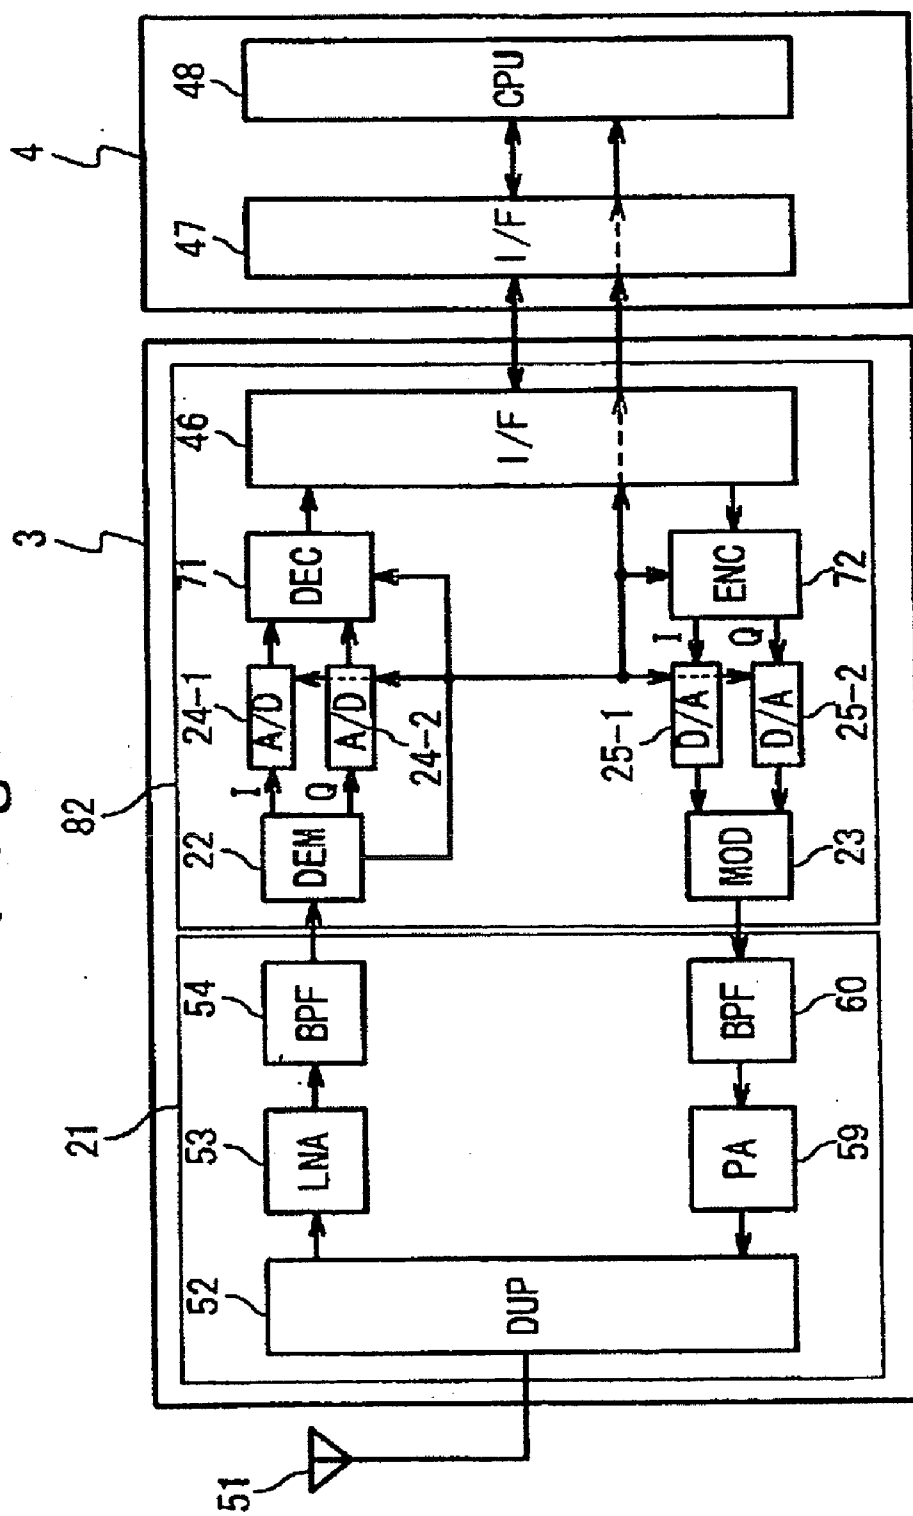 51
21
52
DUP
53
LNA
54
BPF
59
PA
60
BPF
3
82
22
DEM
I
Q
24-1
A/D
24-2
A/D
71
DEC
46
I/F
23
MOD
25-1
D/A
25-2
D/A
I
Q
72
ENC
4
47
I/F
48
CPU